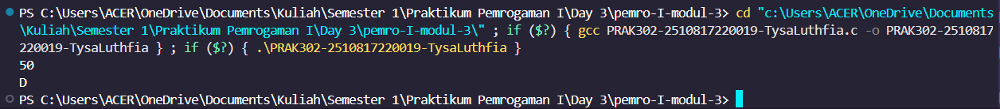 PS C:\Users\ACER\OneDrive\Documents\Kuliah\Semester 1\Praktikum Pemrogaman I\Day 3\pemro-I-modul-3> cd "c:\Users\ACER\OneDrive\Documents
\Kuliah\Semester 1\Praktikum Pemrogaman I\Day 3\pemro-I-modul-3\" ; if ($?) { gcc PRAK302-2510817220019-TysaLuthfia.c -o PRAK302-2510817
220019-TysaLuthfia } ; if ($?) { .\PRAK302-2510817220019-TysaLuthfia }
50
D
PS C:\Users\ACER\OneDrive\Documents\Kuliah\Semester 1\Praktikum Pemrogaman I\Day 3\pemro-I-modul-3>